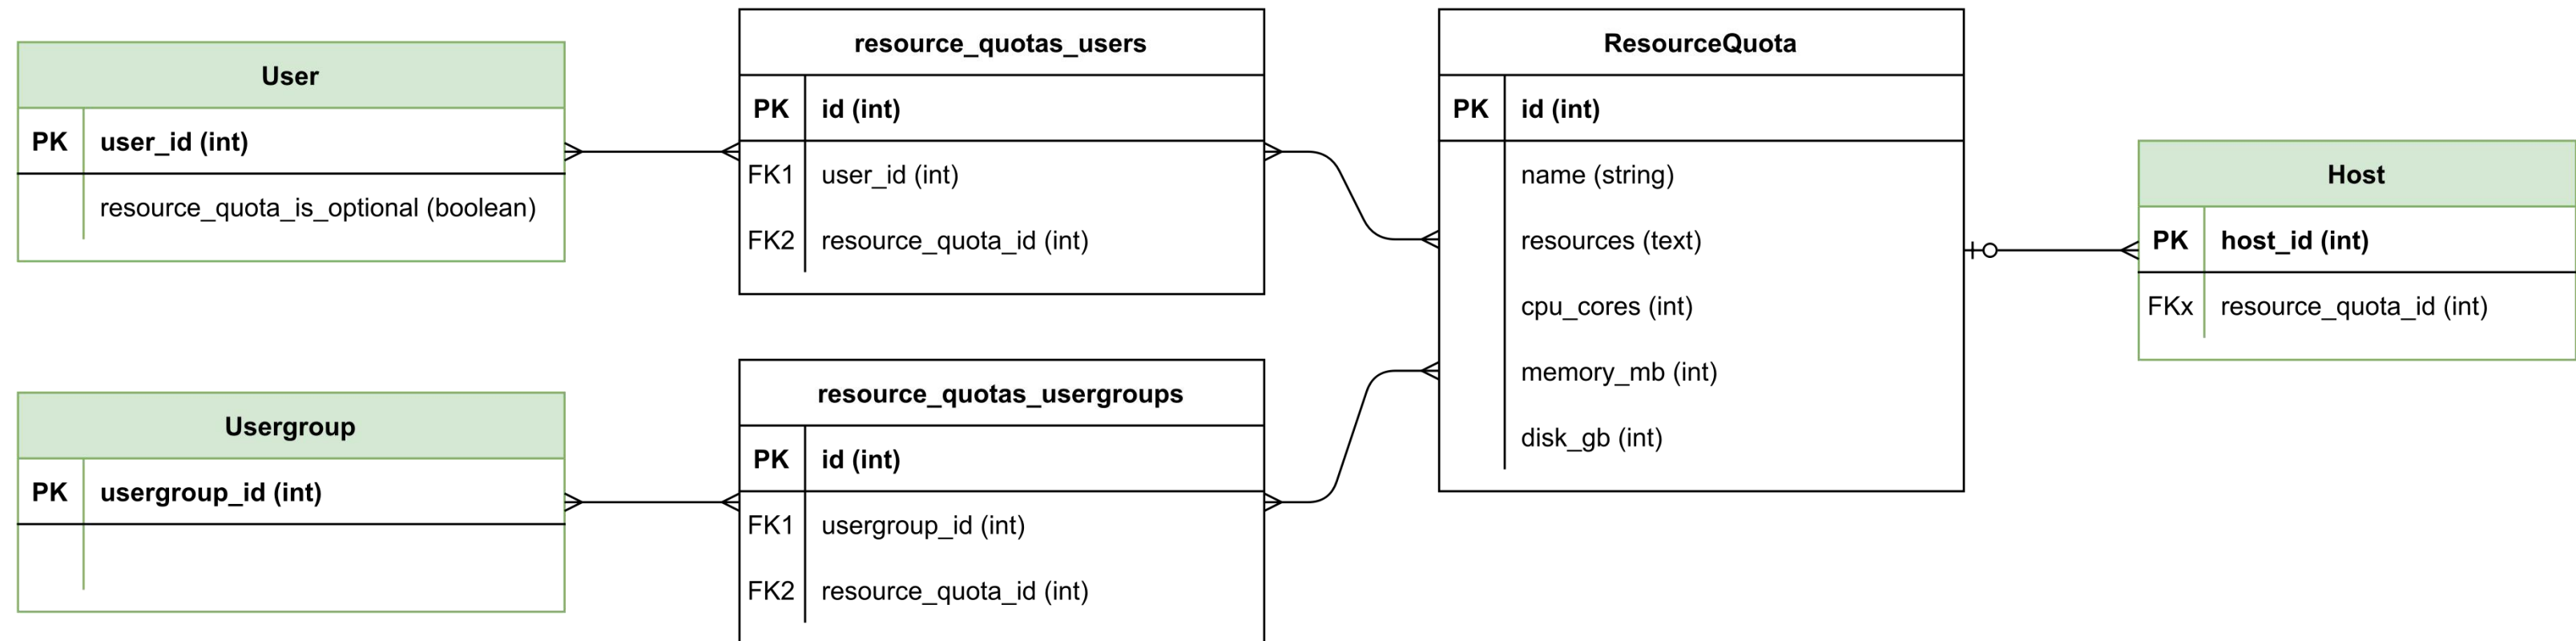 User
PK user_id (int)
resource_quota_is_optional (boolean)
Usergroup
PK usergroup_id (int)
resource_quotas_users
PK id (int)
FK1 user_id (int)
FK2 resource_quota_id (int)
resource_quotas_usergroups
PK id (int)
FK1 usergroup_id (int)
FK2 resource_quota_id (int)
ResourceQuota
PK id (int)
name (string)
resources (text)
cpu_cores (int)
memory_mb (int)
disk_gb (int)
Host
PK host_id (int)
FKx resource_quota_id (int)